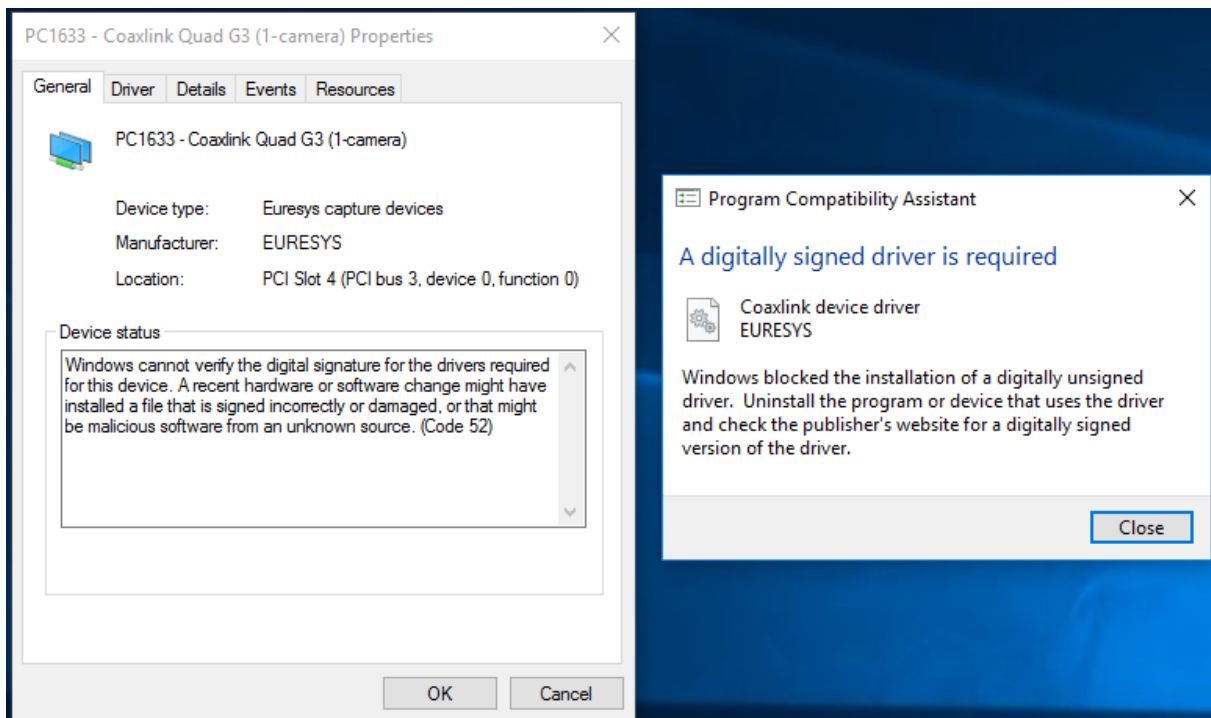 PC1633 - Coaxlink Quad G3 (1-camera) Properties
General Driver Details Events Resources
PC1633 - Coaxlink Quad G3 (1-camera)
Device type: Euresys capture devices
Manufacturer: EURESYS
Location: PCI Slot 4 (PCI bus 3, device 0, function 0)
Device status
Windows cannot verify the digital signature for the drivers required
for this device. A recent hardware or software change might have
installed a file that is signed incorrectly or damaged, or that might
be malicious software from an unknown source. (Code 52)
OK Cancel
Program Compatibility Assistant
A digitally signed driver is required
Coaxlink device driver
EURESYS
Windows blocked the installation of a digitally unsigned
driver. Uninstall the program or device that uses the driver
and check the publisher's website for a digitally signed
version of the driver.
Close